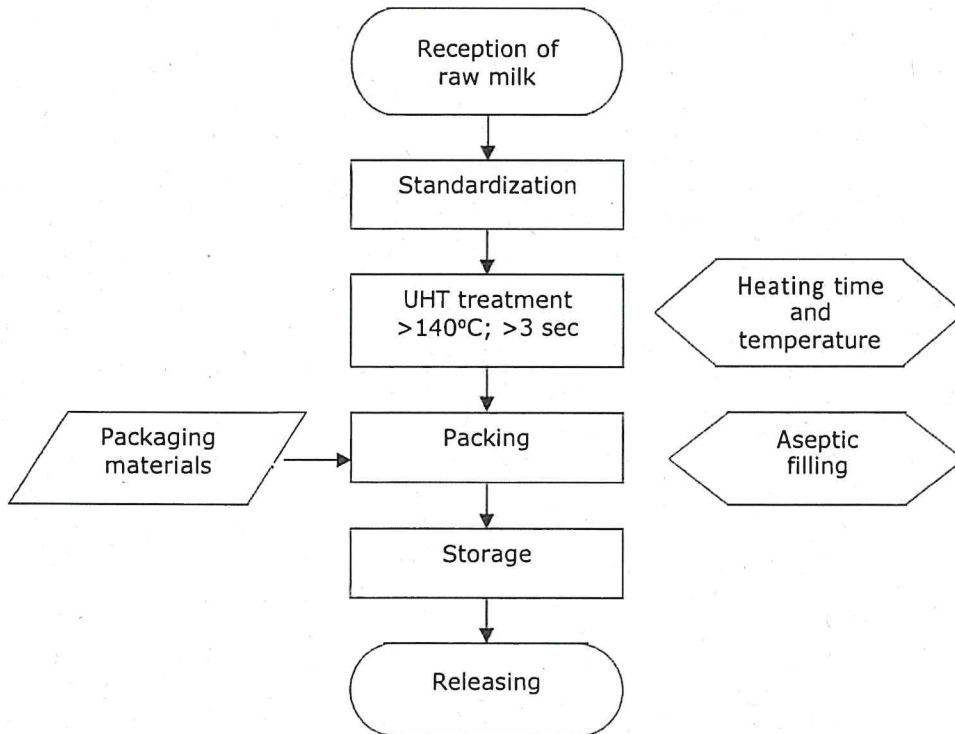 Reception of
raw milk
Standardization
UHT treatment
>140ºC; >3 sec
Heating time
and
temperature
Packaging
materials
Packing
Aseptic
filling
Storage
Releasing